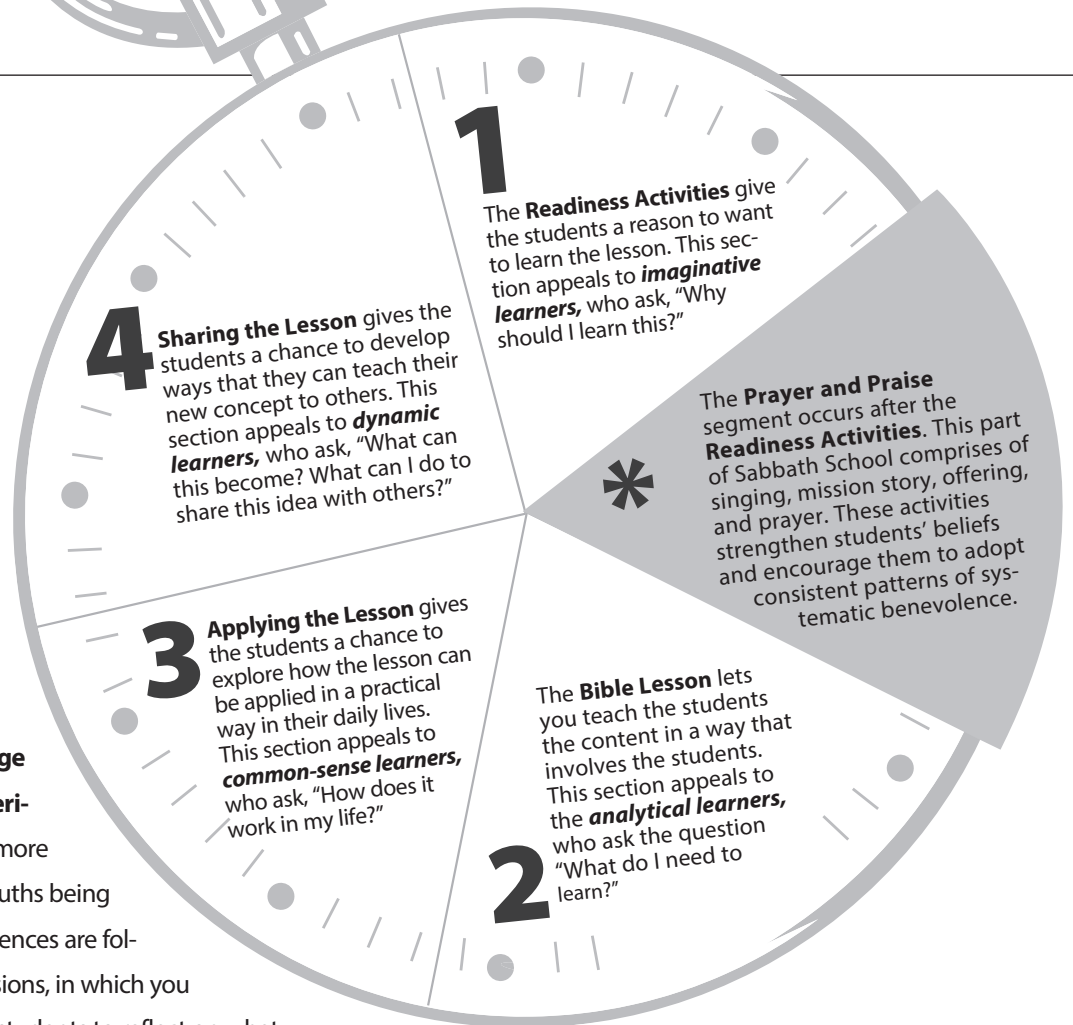 1
The Readiness Activities give
the students a reason to want
to learn the lesson. This sec-
tion appeals to imaginative
learners, who ask, “Why
should I learn this?”
*
The Prayer and Praise
segment occurs after the
Readiness Activities. This part
of Sabbath School comprises of
singing, mission story, offering,
and prayer. These activities
strengthen students’ beliefs
and encourage them to adopt
consistent patterns of sys-
tematic benevolence.
2
The Bible Lesson lets
you teach the students
the content in a way that
involves the students.
This section appeals to
the analytical learners,
who ask the question
“What do I need to
learn?”
3
Applying the Lesson gives
the students a chance to
explore how the lesson can
be applied in a practical
way in their daily lives.
This section appeals to
common-sense learners,
who ask, “How does it
work in my life?”
4
Sharing the Lesson gives the
students a chance to develop
ways that they can teach their
new concept to others. This
section appeals to dynamic
learners, who ask, “What can
this become? What can I do to
share this idea with others?”
ge
eri-
more
uths being
ences are fol-
sions, in which you